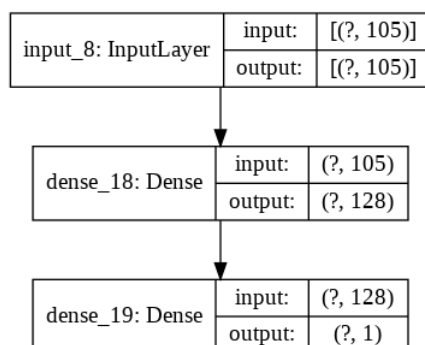 input_8: InputLayer
input: [(?, 105)]
output: [(?, 105)]
dense_18: Dense
input: (?, 105)
output: (?, 128)
dense_19: Dense
input: (?, 128)
output: (?, 1)